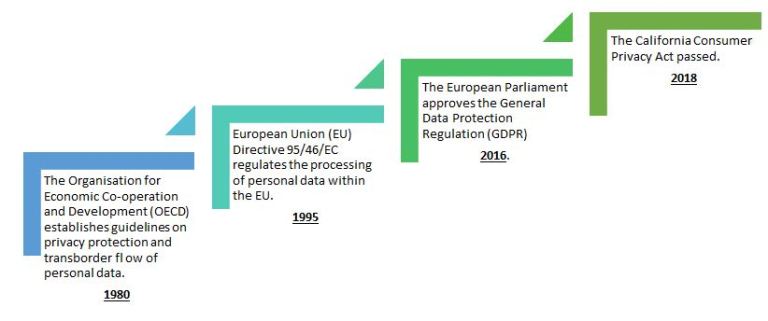 The Organisation for
Economic Co-operation
and Development (OECD)
establishes guidelines on
privacy protection and
transborder flow of
personal data.
1980
European Union (EU)
Directive 95/46/EC
regulates the processing
of personal data within
the EU.
1995
The European Parliament
approves the General
Data Protection
Regulation (GDPR)
2016.
The California Consumer
Privacy Act passed.
2018